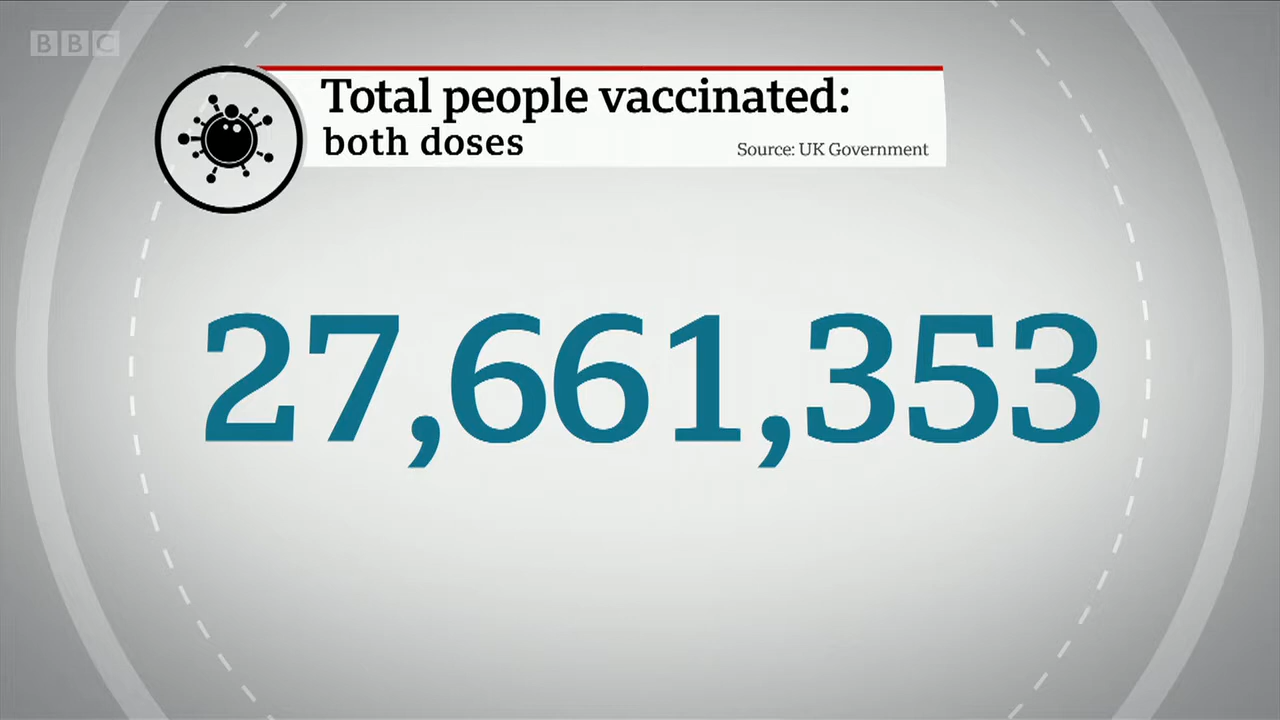 BBC
Total people vaccinated:
both doses
Source: UK Government
27,661,353